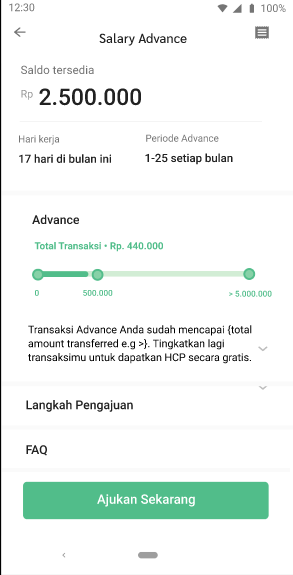 12:30
100%
Salary Advance
Saldo tersedia
Rp 2.500.000
Hari kerja
Periode Advance
17 hari di bulan ini
1-25 setiap bulan
Advance
Total Transaksi • Rp. 440.000
0
500.000
> 5.000.000
Transaksi Advance Anda sudah mencapai {total
amount transferred e.g >}. Tingkatkan lagi
transaksimu untuk dapatkan HCP secara gratis.
Langkah Pengajuan
FAQ
Ajukan Sekarang